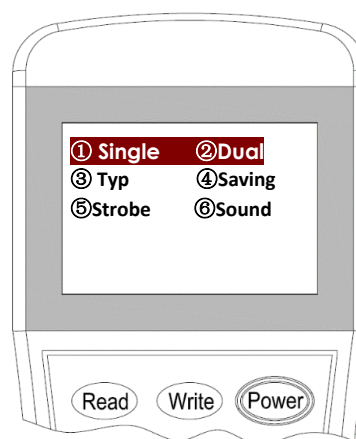 ① Single ②Dual
③ Typ ④Saving
⑤Strobe ⑥Sound
Read Write Power